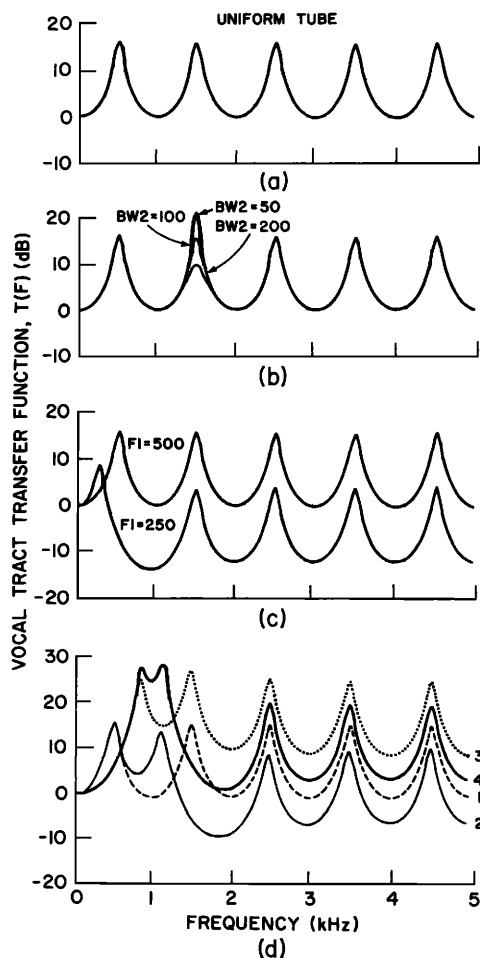 UNIFORM TUBE
VOCAL TRACT TRANSFER FUNCTION, T(F) (dB)
20
10
0
-10
(a)
BW2=100
BW2=50
BW2=200
20
10
0
-10
(b)
20
10
0
-10
-20
F1=500
F1=250
(c)
30
20
10
0
-10
-20
3
4
1
2
0 1 2 3 4 5
FREQUENCY (kHz)
(d)